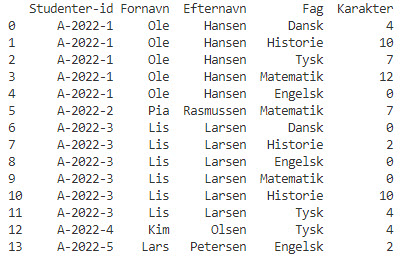 Studenter-id Fornavn Efternavn Fag Karakter
0 A-2022-1 Ole Hansen Dansk 4
1 A-2022-1 Ole Hansen Historie 10
2 A-2022-1 Ole Hansen Tysk 7
3 A-2022-1 Ole Hansen Matematik 12
4 A-2022-1 Ole Hansen Engelsk 0
5 A-2022-2 Pia Rasmussen Matematik 7
6 A-2022-3 Lis Larsen Dansk 0
7 A-2022-3 Lis Larsen Historie 2
8 A-2022-3 Lis Larsen Engelsk 0
9 A-2022-3 Lis Larsen Matematik 0
10 A-2022-3 Lis Larsen Historie 10
11 A-2022-3 Lis Larsen Tysk 4
12 A-2022-4 Kim Olsen Tysk 4
13 A-2022-5 Lars Petersen Engelsk 2